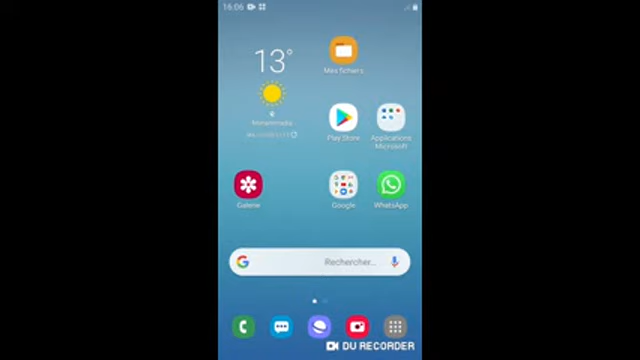 16:06
13°
Mes fichiers
Play Store
Applications
Microsoft
Galerie
Google
WhatsApp
Rechercher...
DU RECORDER